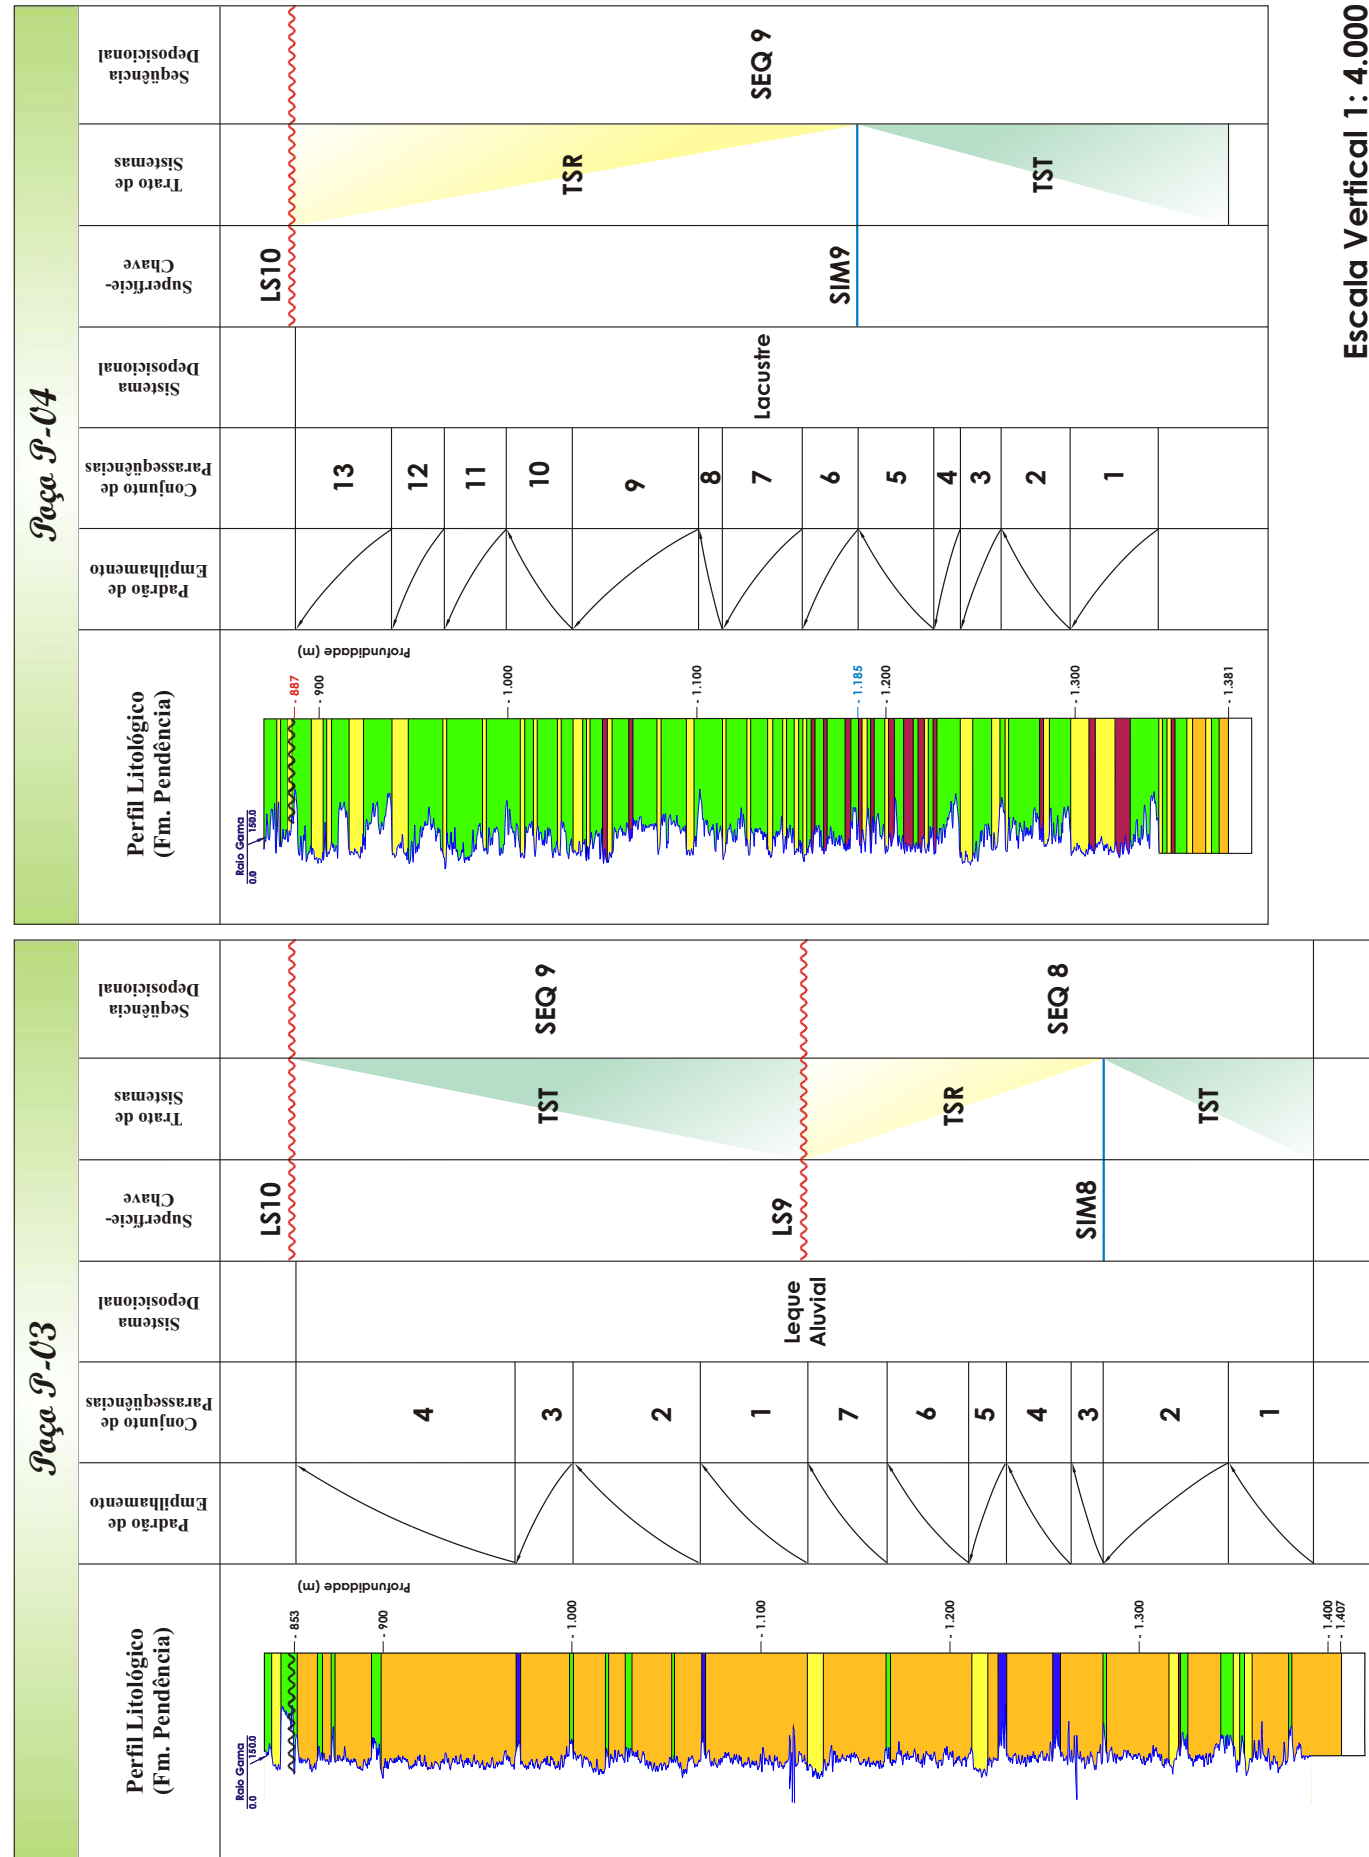 Poço P-03
Perfil Litológico
(Fm. Pendência)
Padrão de
Empilhamento
Conjunto de
Parasseqüências
Sistema
Deposicional
Superfície-
Chave
Trato de
Sistemas
Seqüência
Deposicional
Raio Gama
0.0 150.0
Profundidade (m)
- 853
- 900
- 1.000
- 1.100
- 1.200
- 1.300
- 1.400
- 1.407
4
3
2
1
7
6
5
4
3
2
1
Leque
Aluvial
LS10
LS9
SIM8
TST
TSR
TST
SEQ 9
SEQ 8
Poço P-04
Perfil Litológico
(Fm. Pendência)
Padrão de
Empilhamento
Conjunto de
Parasseqüências
Sistema
Deposicional
Superfície-
Chave
Trato de
Sistemas
Seqüência
Deposicional
Raio Gama
0.0 150.0
Profundidade (m)
- 887
- 900
- 1.000
- 1.100
- 1.185
- 1.200
- 1.300
- 1.381
13
12
11
10
9
8
7
6
5
4
3
2
1
Lacustre
LS10
SIM9
TSR
TST
SEQ 9
Escala Vertical 1: 4.000